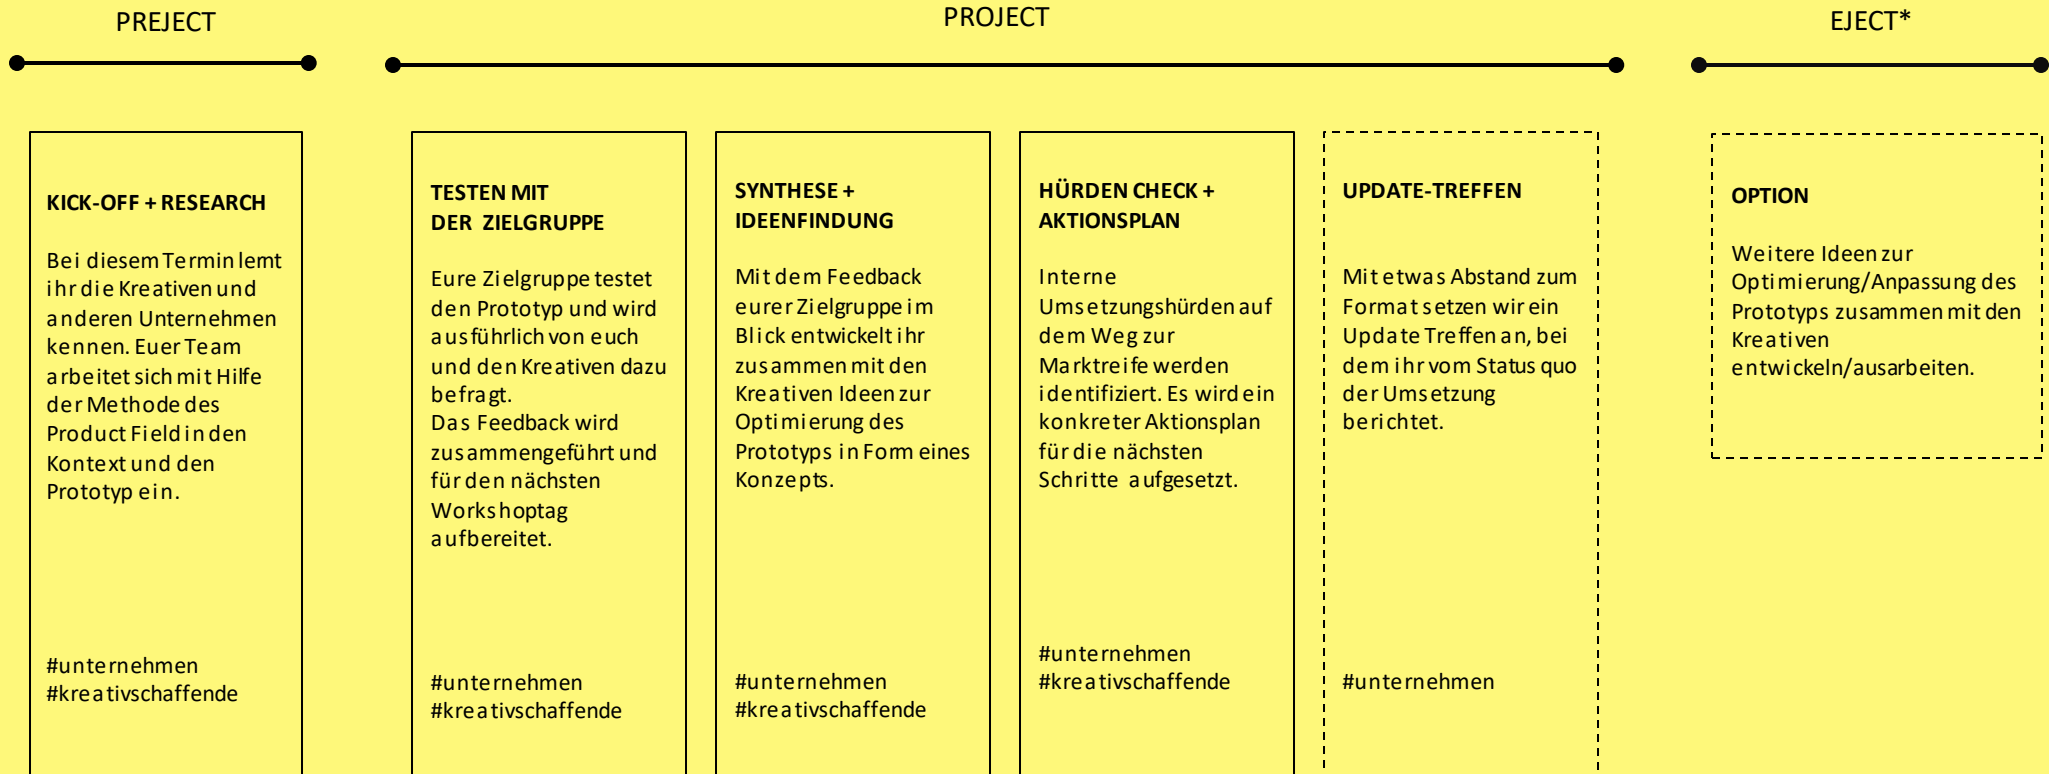 PREJECT
PROJECT
EJECT*
KICK-OFF + RESEARCH
Bei diesem Termin lernt
ihr die Kreativen und
anderen Unternehmen
kennen. Euer Team
arbeitet sich mit Hilfe
der Methode des
Product Field in den
Kontext und den
Prototyp ein.
#unternehmen
#kreativschaffende
TESTEN MIT
DER ZIELGRUPPE
Eure Zielgruppe testet
den Prototyp und wird
ausführlich von euch
und den Kreativen dazu
befragt.
Das Feedback wird
zusammengeführt und
für den nächsten
Workshoptag
aufbereitet.
#unternehmen
#kreativschaffende
SYNTHESE +
IDEENFINDUNG
Mit dem Feedback
eurer Zielgruppe im
Blick entwickelt ihr
zusammen mit den
Kreativen Ideen zur
Optimierung des
Prototyps in Form eines
Konzepts.
#unternehmen
#kreativschaffende
HÜRDEN CHECK +
AKTIONSPLAN
Interne
Umsetzungshürden auf
dem Weg zur
Marktreife werden
identifiziert. Es wird ein
konkreter Aktionsplan
für die nächsten
Schritte aufgesetzt.
#unternehmen
#kreativschaffende
UPDATE-TREFFEN
Mit etwas Abstand zum
Format setzen wir ein
Update Treffen an, bei
dem ihr vom Status quo
der Umsetzung
berichtet.
#unternehmen
OPTION
Weitere Ideen zur
Optimierung/Anpassung des
Prototyps zusammen mit den
Kreativen
entwickeln/ausarbeiten.